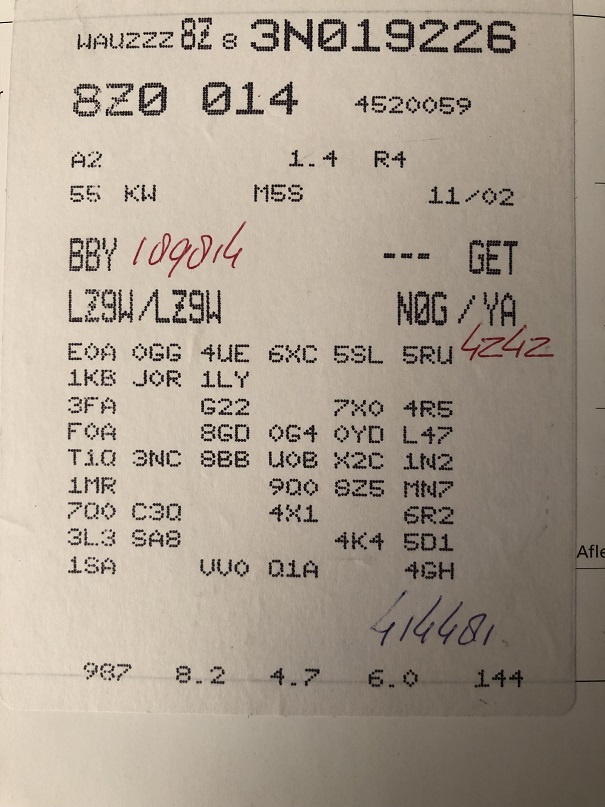 WAUZZZ 8Z 8 3N019226
8Z0 014 4520059
A2 1.4 R4
55 KW M5S 11/02
BBY 189814 --- GET
LZ9W/LZ9W N0G/YA
E0A 0GG 4UE 6XC 5SL 5RU 4242
1KB J0R 1LY
3FA G22 7X0 4R5
F0A 8GD 0G4 0YD L47
T1Q 3NC 8BB U0B X2C 1N2
1MR 9Q0 8Z5 MN7
7Q0 C3Q 4X1 6R2
3L3 SA8 4K4 5D1
1SA VV0 Q1A 4GH
414481
987 8.2 4.7 6.0 144
Afle